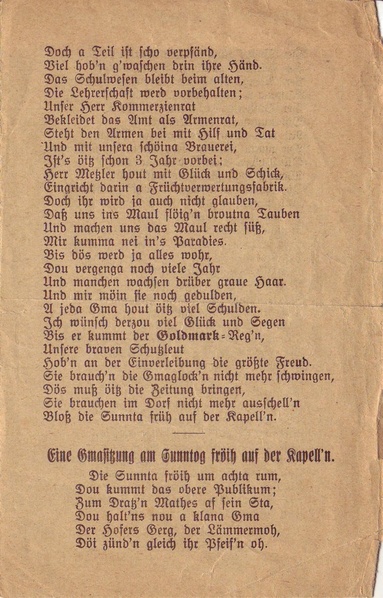 Doch a Teil ist scho verpfänd,
Viel hob'n g'waschen drin ihre Händ.
Das Schulwesen bleibt beim alten,
Die Lehrerschaft werd vorbehalten;
Unser Herr Kommerzienrat
Bekleidet das Amt als Armenrat,
Steht den Armen bei mit Hilf und Tat
Und mit unsera schöina Brauerei,
Ist's öitz schon 3 Jahr vorbei;
Herr Metzler hout mit Glück und Schick,
Eingricht darin a Früchtverwertungsfabrik.
Doch ihr wird ja auch nicht glauben,
Daß uns ins Maul flöig'n broutna Tauben
Und machen uns das Maul recht süß,
Mir kumma nei in's Paradies.
Bis dös werd ja alles wohr,
Dou vergenga noch viele Jahr
Und manchen wachsen drüber graue Haar.
Und mir möin sie noch gedulden,
A jeda Gma hout öitz viel Schulden.
Ich wünsch derzou viel Glück und Segen
Bis er kummt der Goldmark-Reg'n,
Unsere braven Schutzleut
Hob'n an der Einverleibung die größte Freud.
Sie brauch'n die Gmaglock'n nicht mehr schwingen,
Dös muß öitz die Zeitung bringen,
Sie brauchen im Dorf nicht mehr ausschell'n
Bloß die Sunnta früh auf der Kapell'n.
Eine Gmasitzung am Sunntog fröih auf der Kapell'n.
Die Sunnta fröih um achta rum,
Dou kummt das obere Publikum;
Zum Dratz'n Mathes af sein Sta,
Dou halt'ns nou a klana Gma
Der Hofers Gerg, der Lämmermoh,
Döi zünd'n gleich ihr Pfeif'n oh.